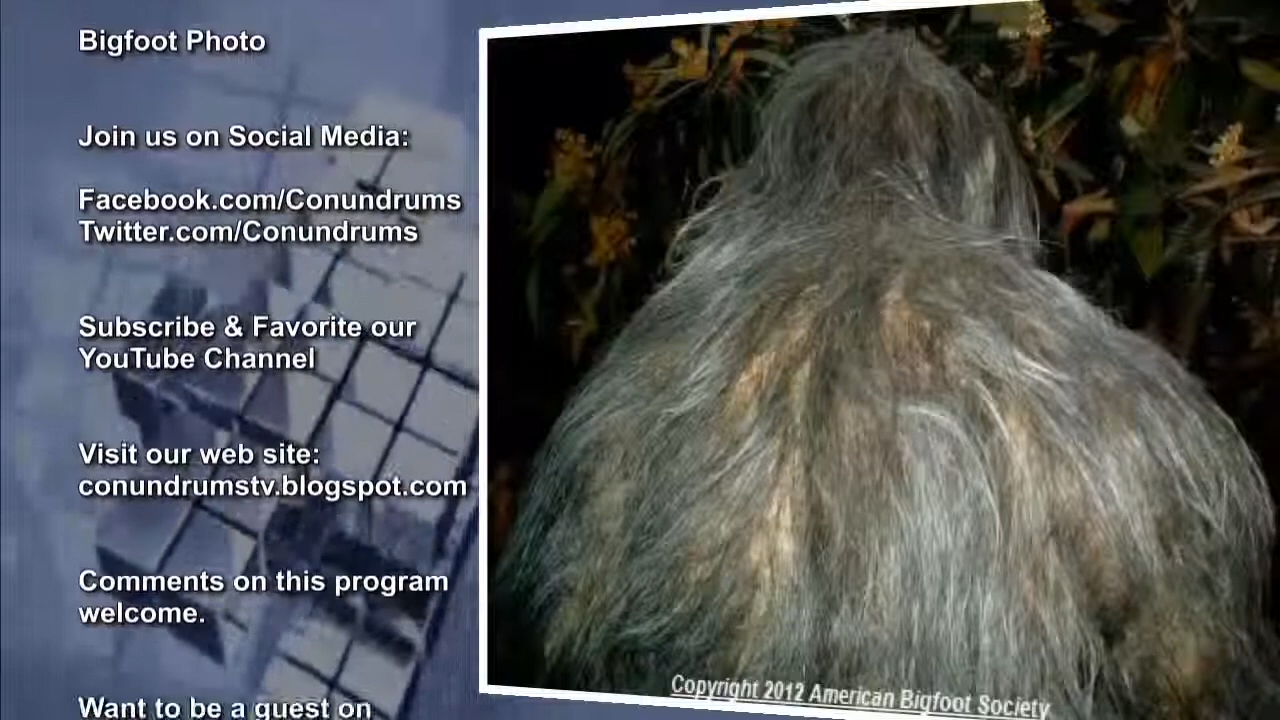 Bigfoot Photo
Join us on Social Media:
Facebook.com/Conundrums
Twitter.com/Conundrums
Subscribe & Favorite our
YouTube Channel
Visit our web site:
conundrumstv.blogspot.com
Comments on this program
welcome.
Want to be a guest on
Copyright 2012 American Bigfoot Society